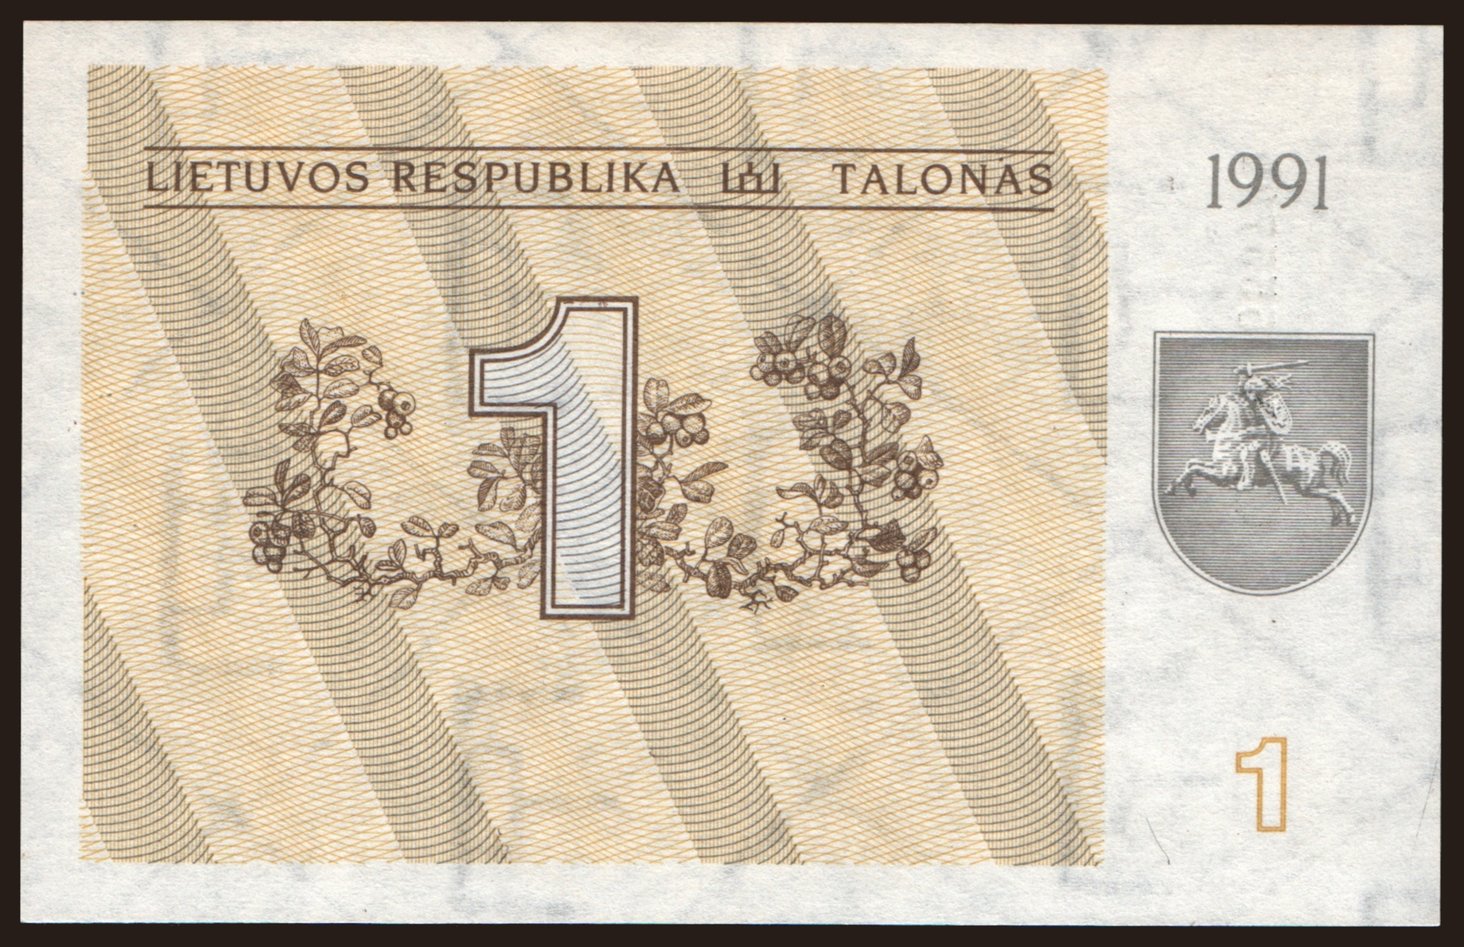 LIETUVOS RESPUBLIKA TALONAS
1991
1
1